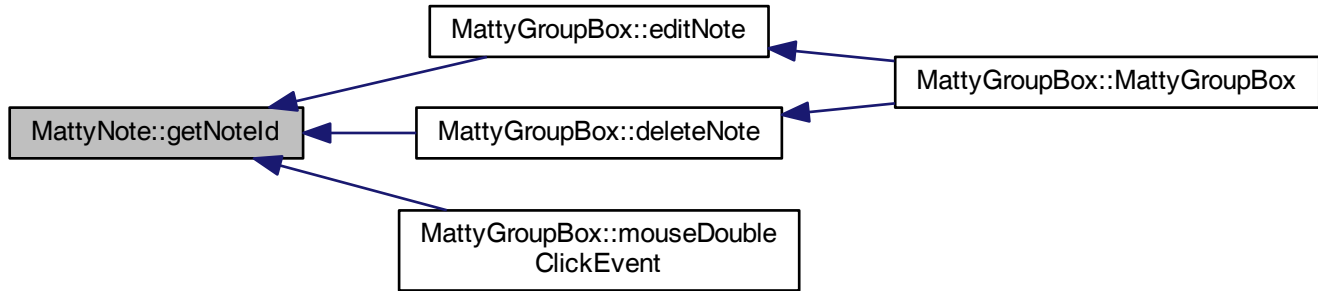 MattyGroupBox::editNote
MattyGroupBox::MattyGroupBox
MattyNote::getNoteId
MattyGroupBox::deleteNote
MattyGroupBox::mouseDouble
ClickEvent